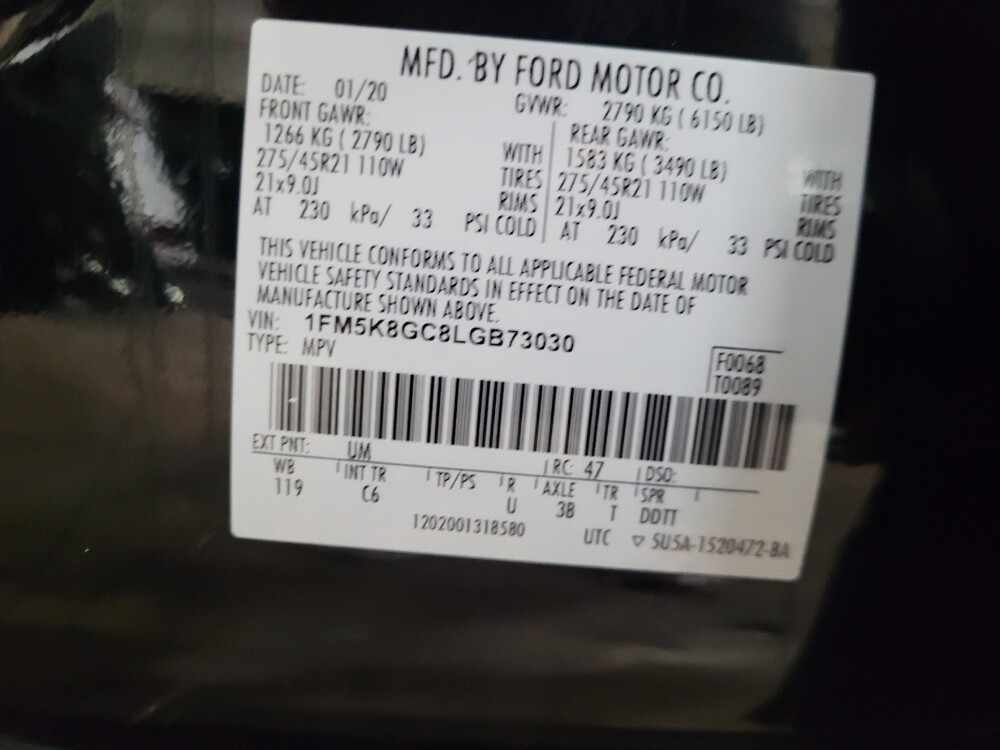 MFD. BY FORD MOTOR CO.
DATE: 01/20 GVWR: 2790 KG ( 6150 LB)
FRONT GAWR: REAR GAWR:
1266 KG ( 2790 LB) WITH 1583 KG ( 3490 LB) WITH
275/45R21 110W TIRES 275/45R21 110W TIRES
21x9.0J RIMS 21x9.0J RIMS
AT 230 kPa/ 33 PSI COLD AT 230 kPa/ 33 PSI COLD
THIS VEHICLE CONFORMS TO ALL APPLICABLE FEDERAL MOTOR
VEHICLE SAFETY STANDARDS IN EFFECT ON THE DATE OF
MANUFACTURE SHOWN ABOVE.
VIN: 1FM5K8GC8LGB73030
TYPE: MPV
F0068
T0089
EXT PNT: UM RC: 47 DSO:
WB INT TR TP/PS R AXLE TR SPR
119 C6 U 3B T DDTT
1202001318580 UTC ▽ 5U5A-1520472-BA